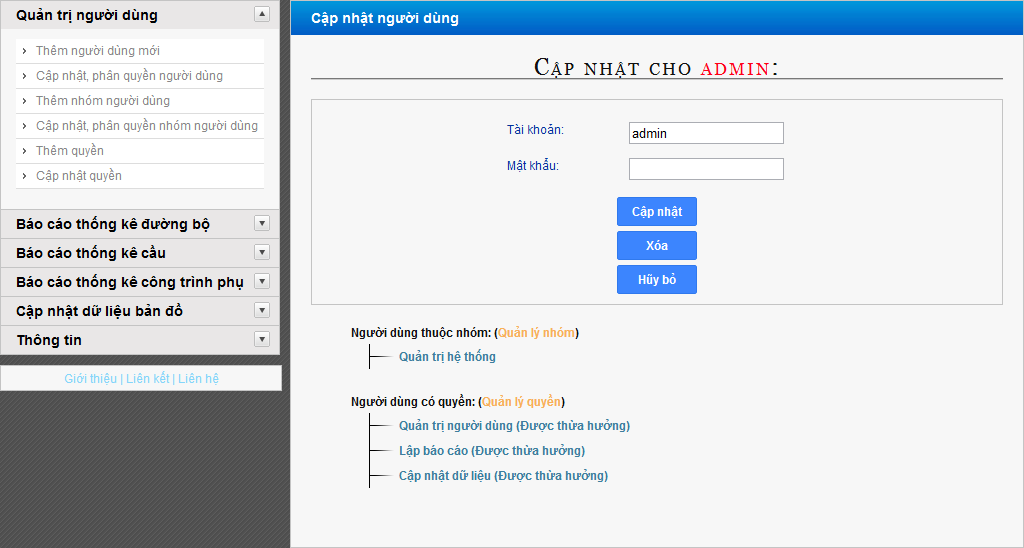 Quản trị người dùng
Thêm người dùng mới
Cập nhật, phân quyền người dùng
Thêm nhóm người dùng
Cập nhật, phân quyền nhóm người dùng
Thêm quyền
Cập nhật quyền
Báo cáo thống kê đường bộ
Báo cáo thống kê cầu
Báo cáo thống kê công trình phụ
Cập nhật dữ liệu bản đồ
Thông tin
Giới thiệu | Liên kết | Liên hệ
Cập nhật người dùng
Cập nhật cho admin:
Tài khoản:
admin
Mật khẩu:
Cập nhật
Xóa
Hũy bỏ
Người dùng thuộc nhóm: (Quản lý nhóm)
Quản trị hệ thống
Người dùng có quyền: (Quản lý quyền)
Quản trị người dùng (Được thừa hưởng)
Lập báo cáo (Được thừa hưởng)
Cập nhật dữ liệu (Được thừa hưởng)